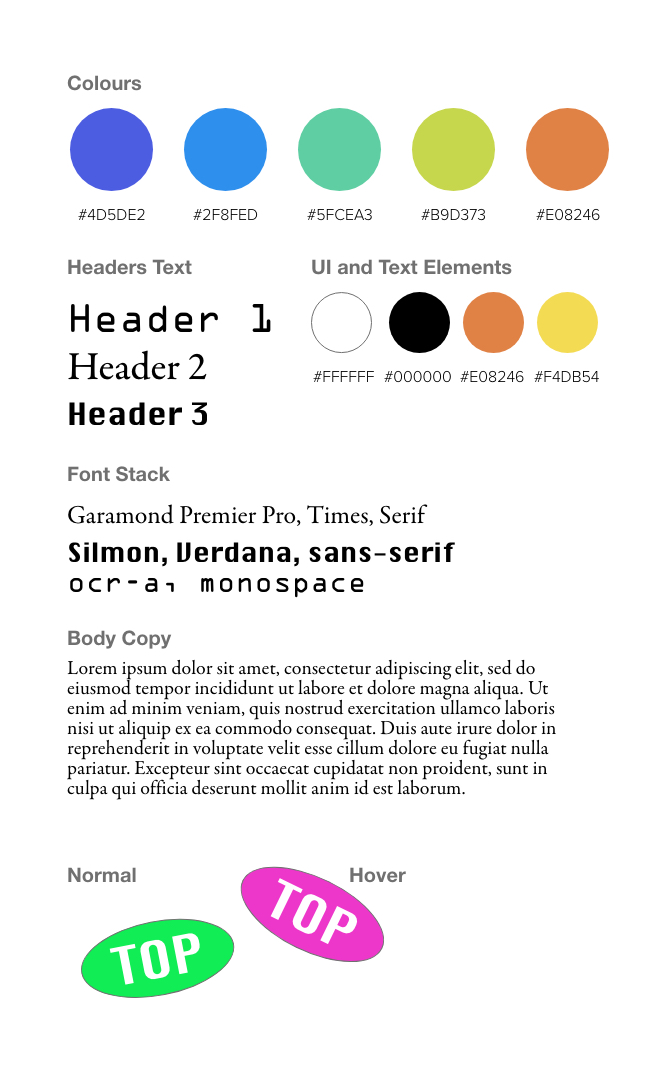 Colours
#4D5DE2 #2F8FED #5FCEA3 #B9D373 #E08246
Headers Text
Header 1
Header 2
Header 3
UI and Text Elements
#FFFFFF #000000 #E08246 #F4DB54
Font Stack
Garamond Premier Pro, Times, Serif
Silmon, Verdana, sans-serif
ocr-a, monospace
Body Copy
Lorem ipsum dolor sit amet, consectetur adipiscing elit, sed do
eiusmod tempor incididunt ut labore et dolore magna aliqua. Ut
enim ad minim veniam, quis nostrud exercitation ullamco laboris
nisi ut aliquip ex ea commodo consequat. Duis aute irure dolor in
reprehenderit in voluptate velit esse cillum dolore eu fugiat nulla
pariatur. Excepteur sint occaecat cupidatat non proident, sunt in
culpa qui officia deserunt mollit anim id est laborum.
Normal
TOP
Hover
TOP